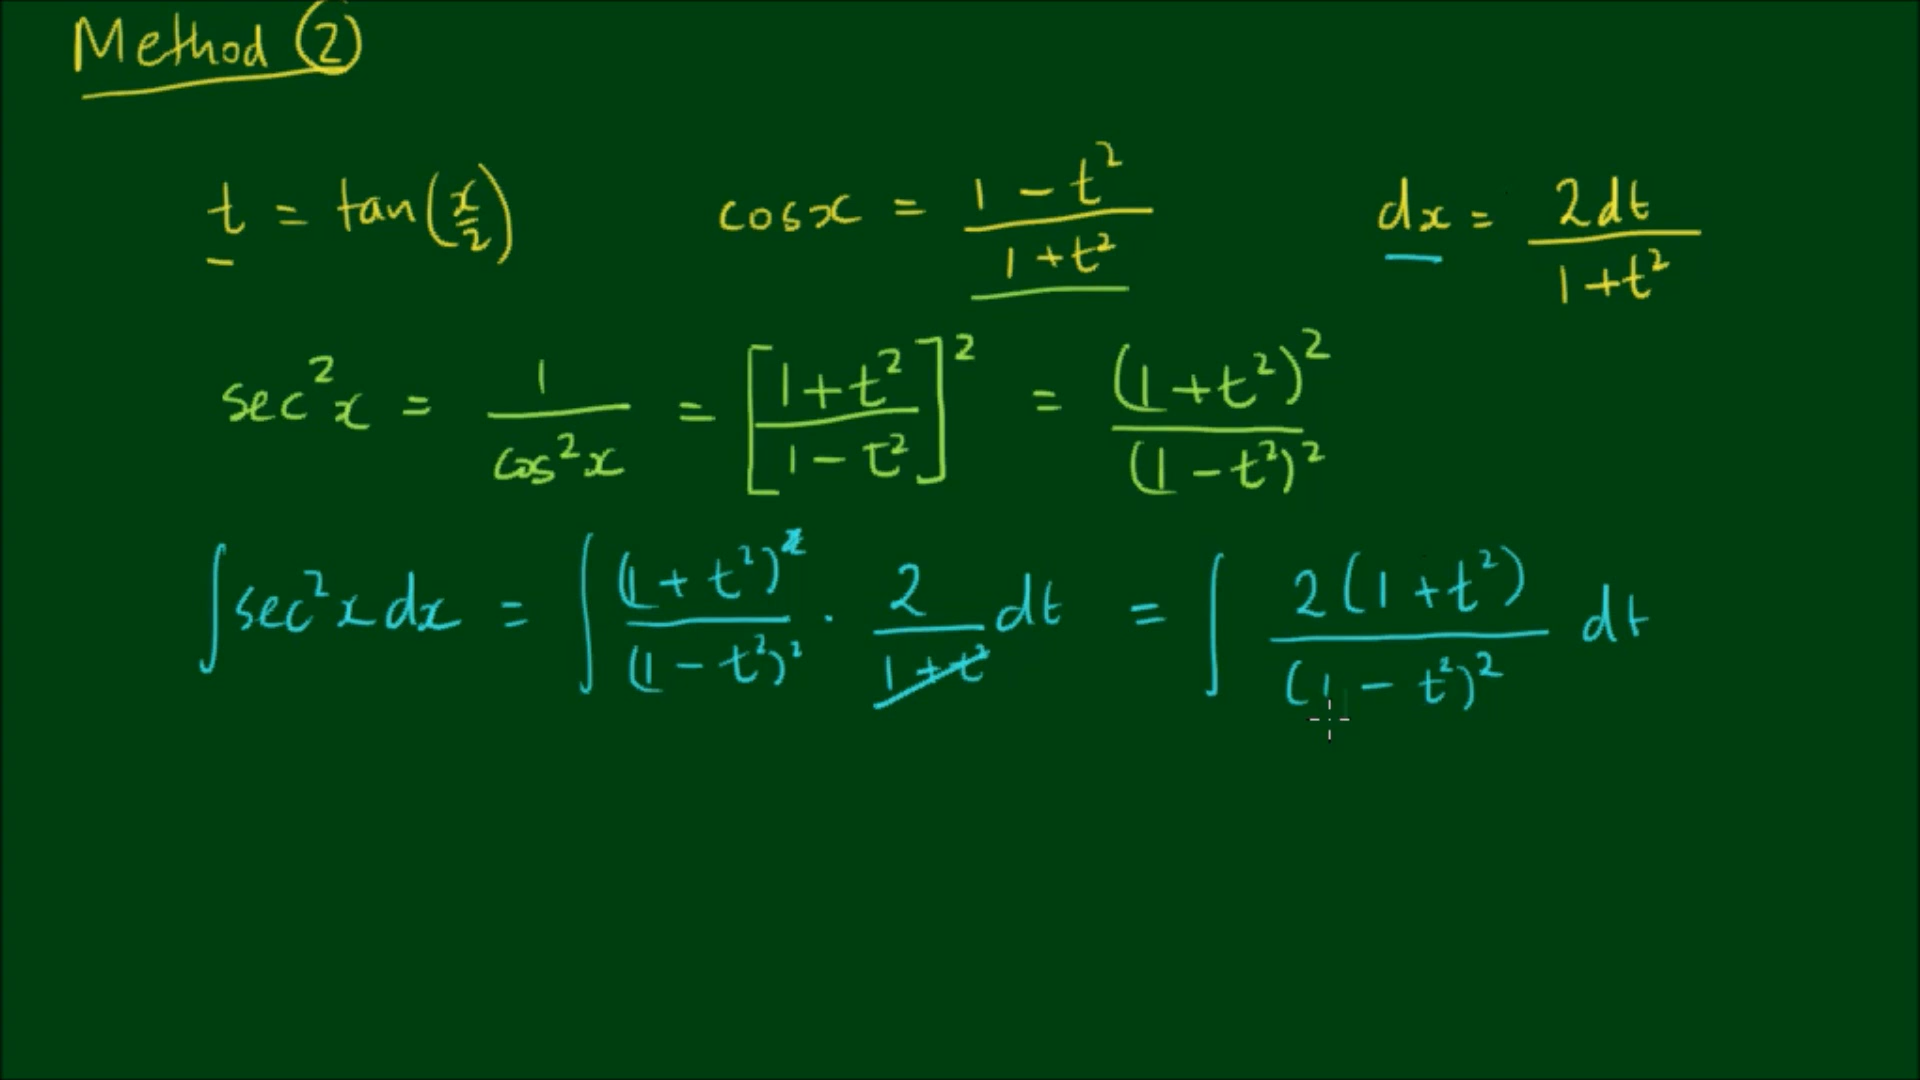 Method ②
t = tan(x/2) cosx = (1 - t²)/(1 + t²) dx = 2dt/(1 + t²)
sec²x = 1/cos²x = [(1 + t²)/(1 - t²)]² = (1 + t²)²/(1 - t²)²
∫sec²x dx = ∫ (1 + t²)²/(1 - t²)² · 2/(1 + t²) dt = ∫ 2(1 + t²)/(1 - t²)² dt